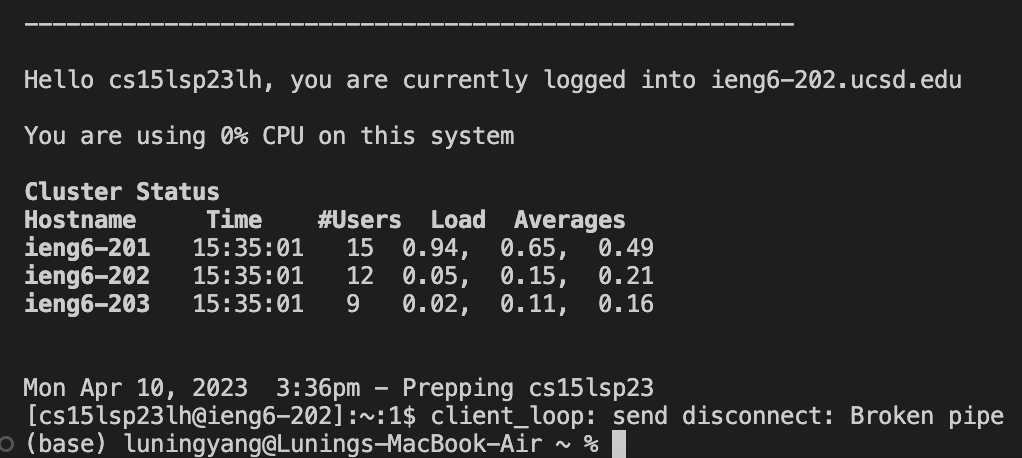 -------------------------------------------------------
Hello cs15lsp23lh, you are currently logged into ieng6-202.ucsd.edu
You are using 0% CPU on this system
Cluster Status
Hostname     Time    #Users  Load  Averages
ieng6-201   15:35:01   15  0.94,  0.65,  0.49
ieng6-202   15:35:01   12  0.05,  0.15,  0.21
ieng6-203   15:35:01   9   0.02,  0.11,  0.16
Mon Apr 10, 2023  3:36pm - Prepping cs15lsp23
[cs15lsp23lh@ieng6-202]:~:1$ client_loop: send disconnect: Broken pipe
(base) luningyang@Lunings-MacBook-Air ~ %